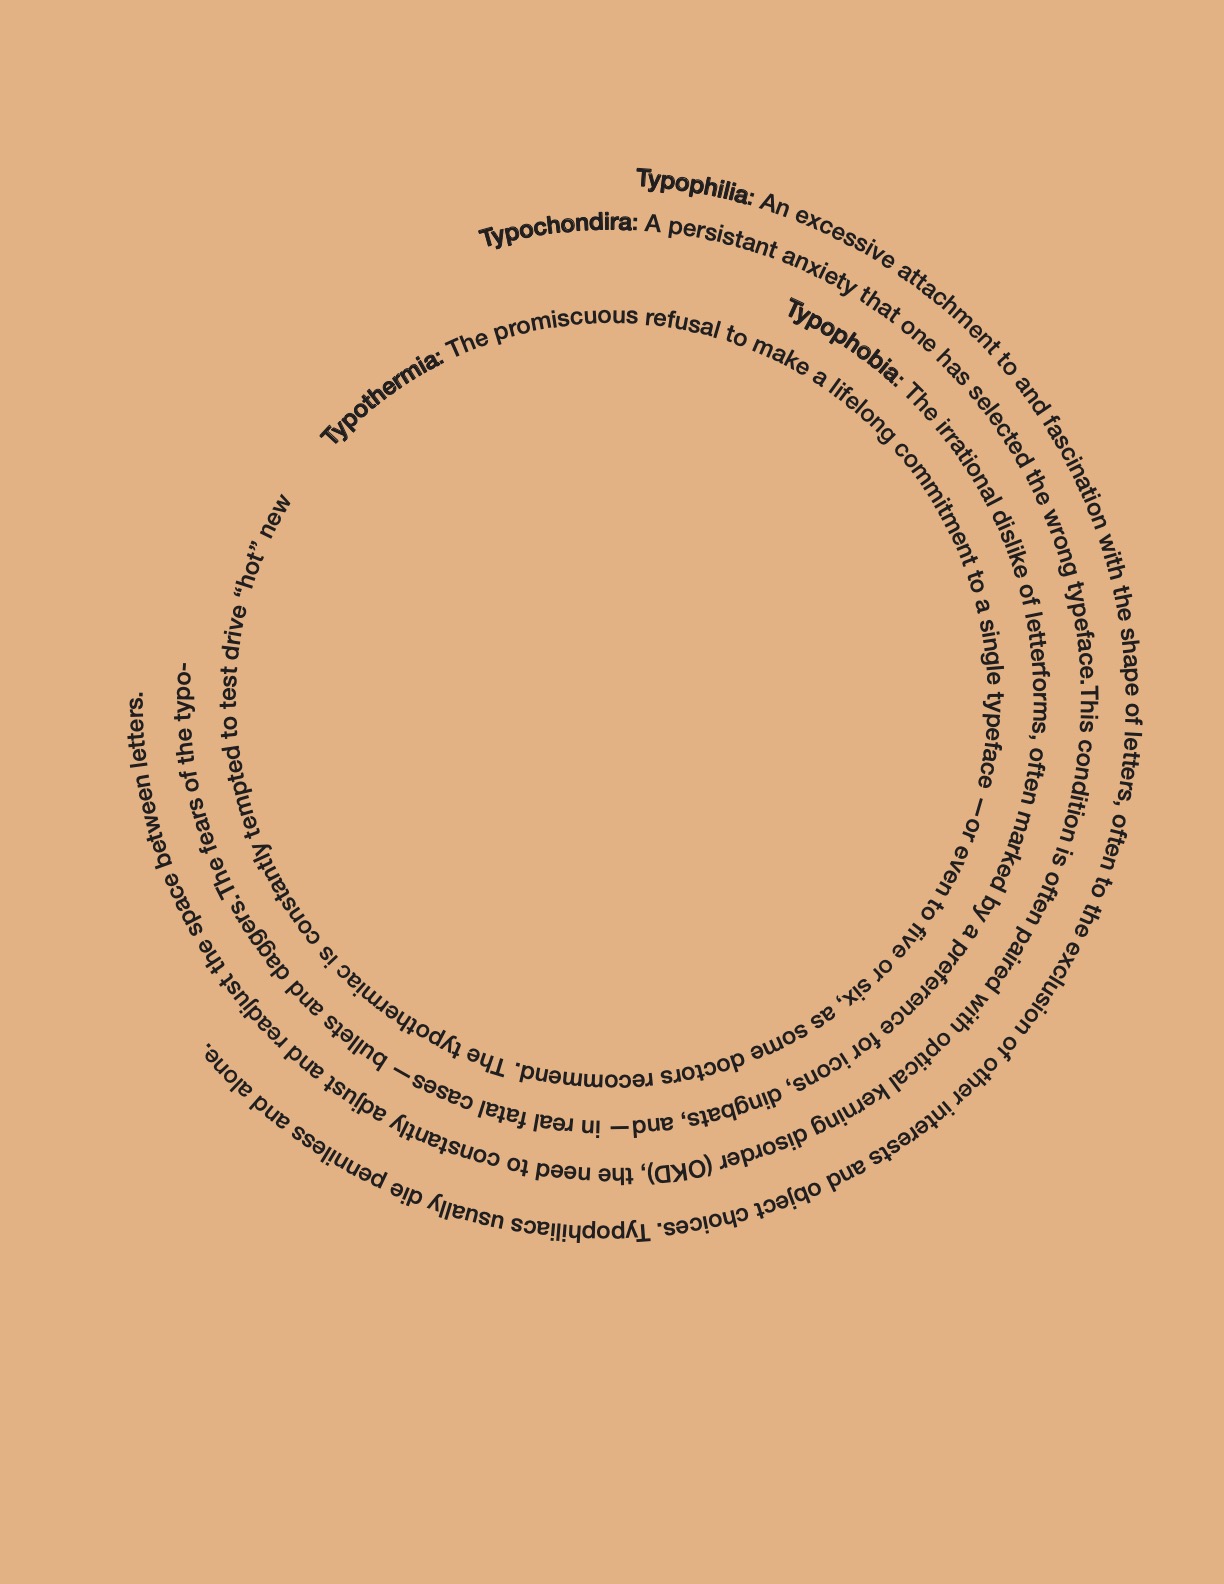 Typophilia: An excessive attachment to and fascination with the shape of letters, often to the exclusion of other interests and object choices. Typophiliacs usually die penniless and alone.
Typochondira: A persistant anxiety that one has selected the wrong typeface.This condition is often paired with optical kerning disorder (OKD), the need to constantly adjust and readjust the space between letters.
Typophobia: The irrational dislike of letterforms, often marked by a preference for icons, dingbats, and— in real fatal cases— bullets and daggers.The fears of the typo-
Typothermia: The promiscuous refusal to make a lifelong commitment to a single typeface —or even to five or six, as some doctors recommend. The typothermiac is constantly tempted to test drive “hot” new